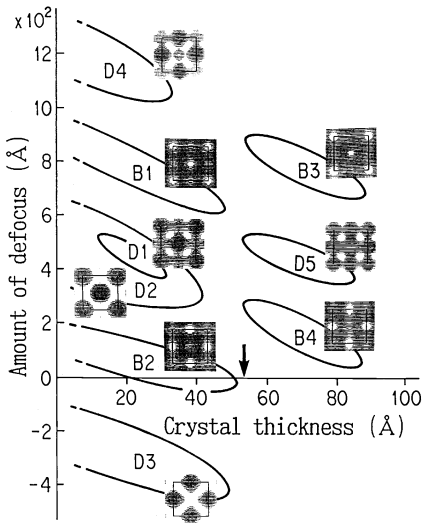 ×10²
12
10
8
6
4
2
0
-2
-4
Amount of defocus (Å)
D4
B1
B3
D1
D2
D5
B2
B4
D3
20
40
60
80
100
Crystal thickness (Å)